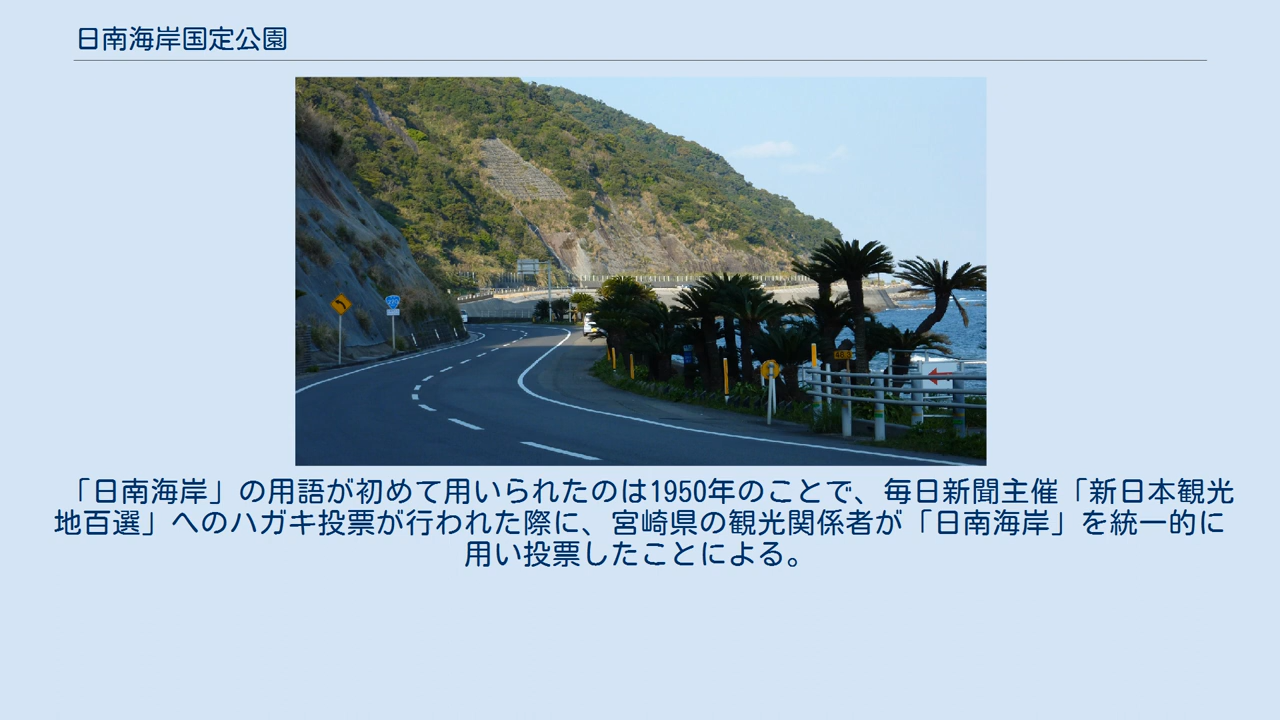 日南海岸国定公園
「日南海岸」の用語が初めて用いられたのは1950年のことで、毎日新聞主催「新日本観光
地百選」へのハガキ投票が行われた際に、宮崎県の観光関係者が「日南海岸」を統一的に
用い投票したことによる。